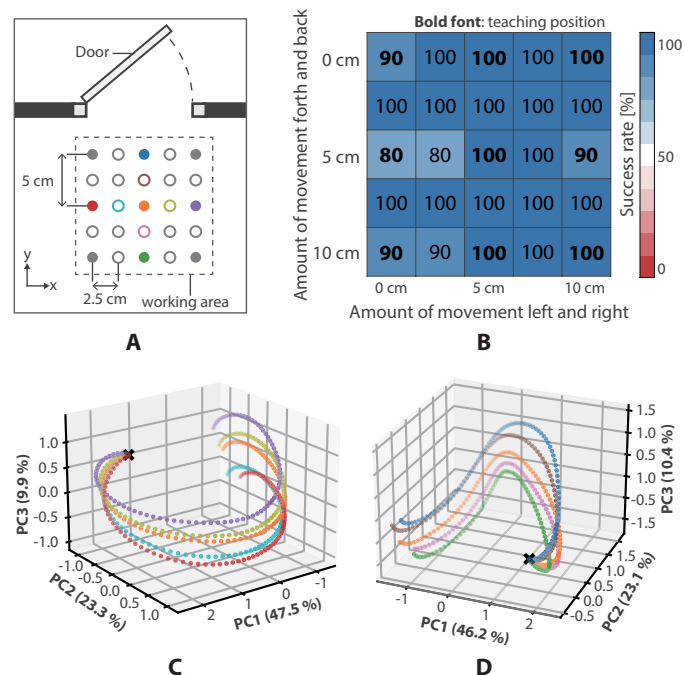 Door
5 cm
y
x
2.5 cm
working area
A
Bold font: teaching position
Amount of movement forth and back
0 cm
90 100 100 100 100
100 100 100 100 100
5 cm
80 80 100 100 90
100 100 100 100 100
10 cm
90 90 100 100 100
0 cm 5 cm 10 cm
Amount of movement left and right
Success rate [%]
100
50
0
B
PC3 (9.9 %)
1.0
0.5
0.0
-0.5
-1.0
-1.0
-0.5
0.0
0.5
1.0
PC2 (23.3 %)
2 1 0 -1
PC1 (47.5 %)
C
1.5
1.0
0.5
0.0
-0.5
-1.0
-1.5
PC3 (10.4 %)
-1 0 1 2
PC1 (46.2 %)
1.5
1.0
0.5
0.0
-0.5
PC2 (23.1 %)
D